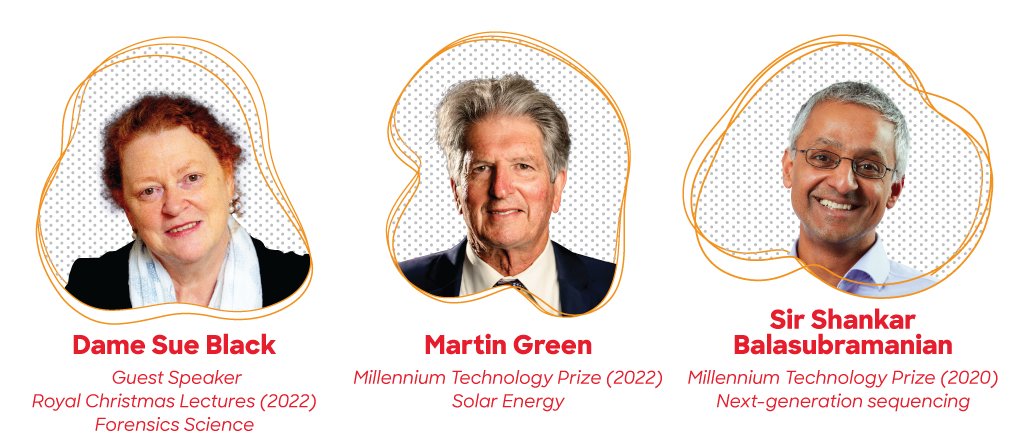 Dame Sue Black
Guest Speaker
Royal Christmas Lectures (2022)
Forensics Science
Martin Green
Millennium Technology Prize (2022)
Solar Energy
Sir Shankar
Balasubramanian
Millennium Technology Prize (2020)
Next-generation sequencing